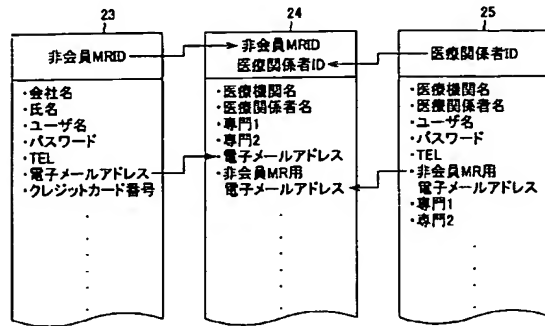 23
非会員MRID
・会社名
・氏名
・ユーザ名
・パスワード
・TEL
・電子メールアドレス
・クレジットカード番号
24
非会員MRID
医療関係者ID
・医療機関名
・医療関係者名
・専門1
・専門2
・電子メールアドレス
・非会員MR用
電子メールアドレス
25
医療関係者ID
・医療機関名
・医療関係者名
・ユーザ名
・パスワード
・TEL
・非会員MR用
電子メールアドレス
・専門1
・専門2